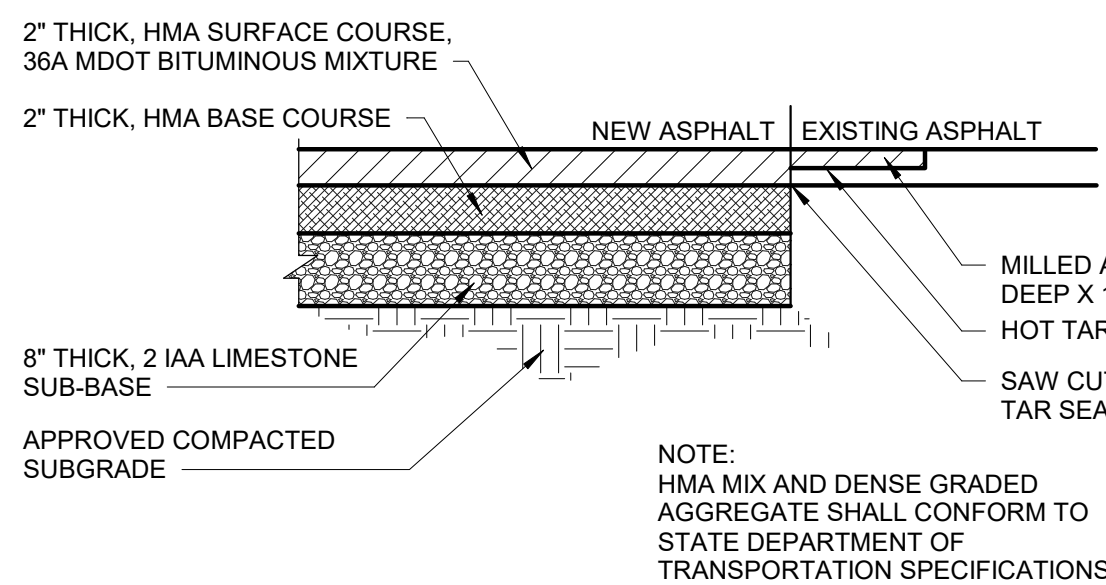 2" THICK, HMA SURFACE COURSE,
36A MDOT BITUMINOUS MIXTURE
2" THICK, HMA BASE COURSE
NEW ASPHALT
EXISTING ASPHALT
MILLED
DEEP X
HOT TAR
SAW
TAR
8" THICK, 2 IAA LIMESTONE
SUB-BASE
APPROVED COMPACTED
SUBGRADE
NOTE:
HMA MIX AND DENSE GRADED
AGGREGATE SHALL CONFORM TO
STATE DEPARTMENT OF
TRANSPORTATION SPECIFICATIONS